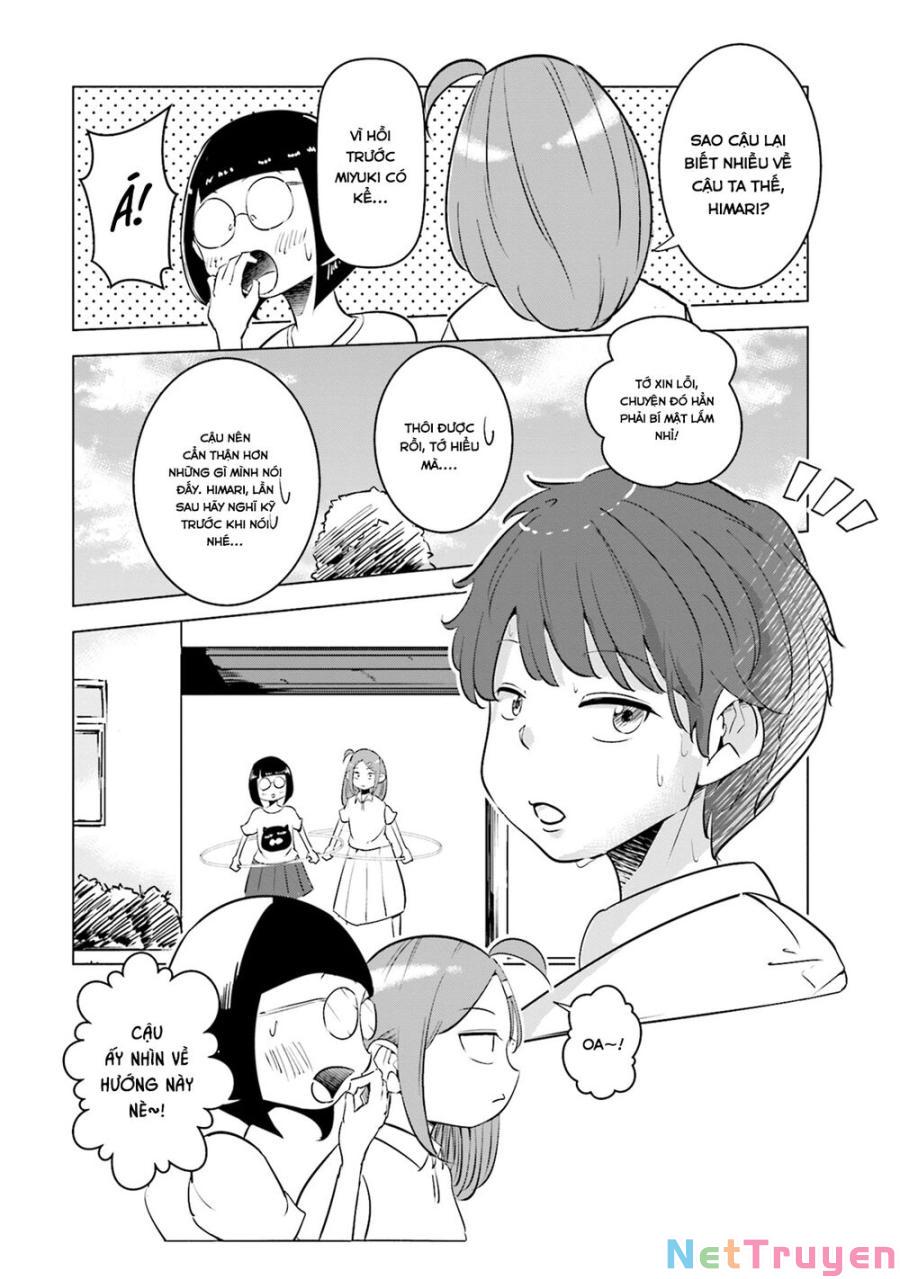 SAO CẬU LẠI
BIẾT NHIỀU VỀ
CẬU TA THẾ,
HIMARI?
VÌ HỒI
TRƯỚC
MIYUKI CÓ
KỂ...
Á!
TỚ XIN LỖI,
CHUYỆN ĐÓ HẲN
PHẢI BÍ MẬT LẮM
NHỈ!
THÔI ĐƯỢC
RỒI, TỚ HIỂU
MÀ....
CẬU NÊN
CẨN THẬN HƠN
NHỮNG GÌ MÌNH NÓI
ĐẤY. HIMARI, LẦN
SAU HÃY NGHĨ KỸ
TRƯỚC KHI NÓI
NHÉ...
OA~!
CẬU
ẤY NHÌN VỀ
HƯỚNG NÀY
NÈ~!
NetTruyen